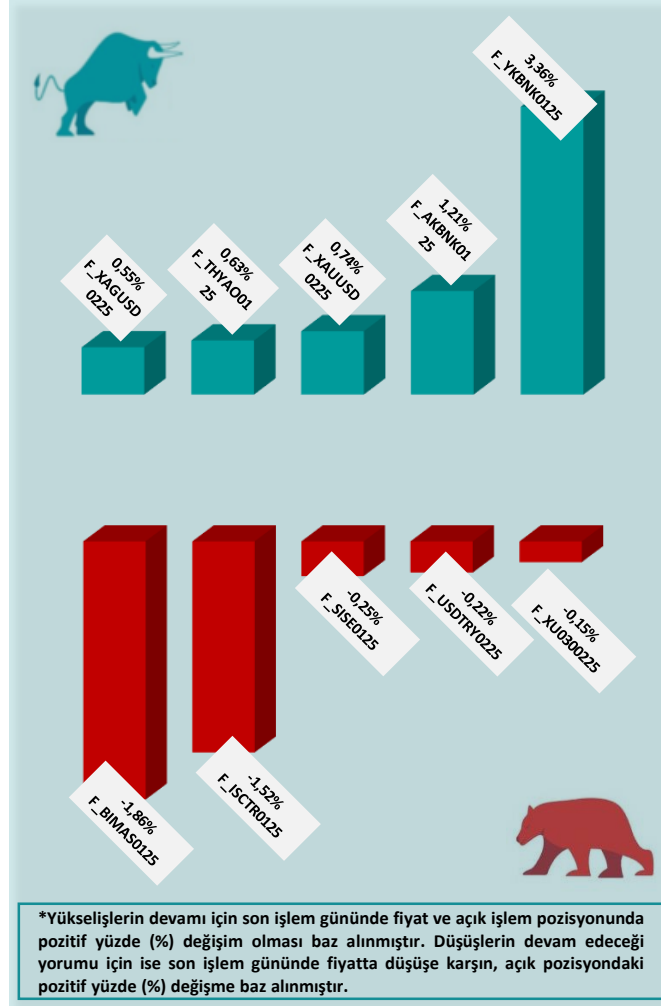 3,36%
F_YKBNK0125
1,21%
F_AKBNK01
25
0,74%
F_XAUUSD
0225
0,63%
F_THYAO01
25
0,55%
F_XAGUSD
0225
-0,25%
F_SISE0125
-0,22%
F_USDTRY0225
-0,15%
F_XU0300225
-1,52%
F_ISCTR0125
-1,86%
F_BIMAS0125
*Yükselişlerin devamı için son işlem gününde fiyat ve açık işlem pozisyonunda
pozitif yüzde (%) değişim olması baz alınmıştır. Düşüşlerin devam edeceği
yorumu için ise son işlem gününde fiyatta düşüşe karşın, açık pozisyondaki
pozitif yüzde (%) değişme baz alınmıştır.